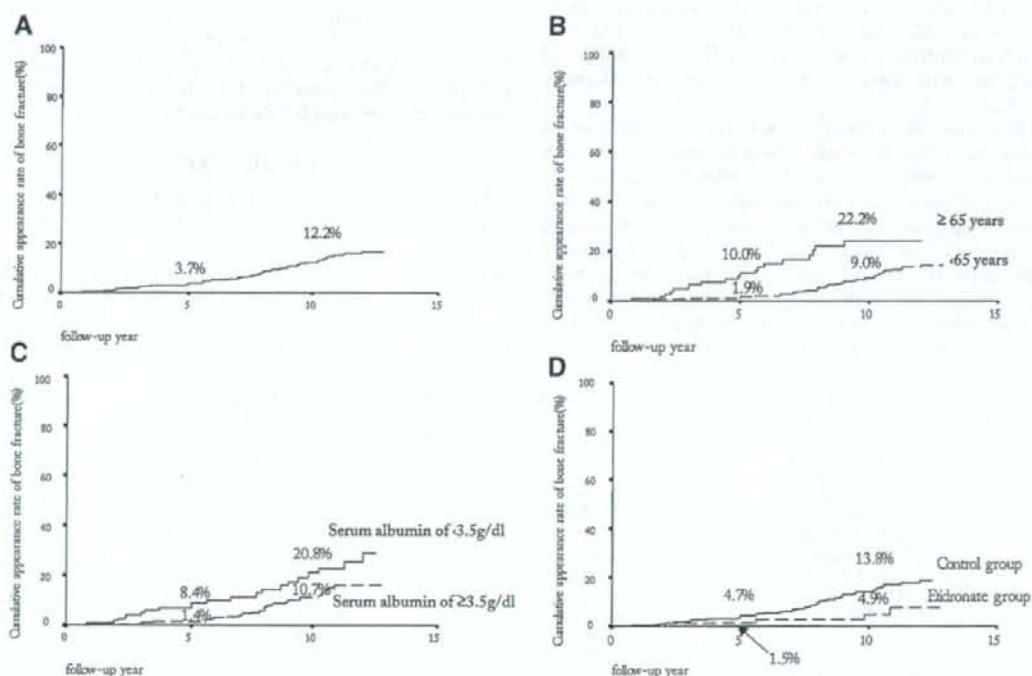 A
Cumulative appearance rate of bone fracture(%)
100
80
60
40
20
0
3.7%
12.2%
0 5 10 15
follow-up year
B
Cumulative appearance rate of bone fracture(%)
100
80
60
40
20
0
10.0%
22.2%
≥ 65 years
1.9%
9.0%
<65 years
0 5 10 15
follow-up year
C
Cumulative appearance rate of bone fracture(%)
100
80
60
40
20
0
Serum albumin of <3.5g/dl
20.8%
8.4%
10.7%
1.4%
Serum albumin of ≥3.5g/dl
0 5 10 15
follow-up year
D
Cumulative appearance rate of bone fracture(%)
100
80
60
40
20
0
13.8%
Control group
4.7%
4.9%
Etidronate group
0 5 10 15
1.5%
follow-up year